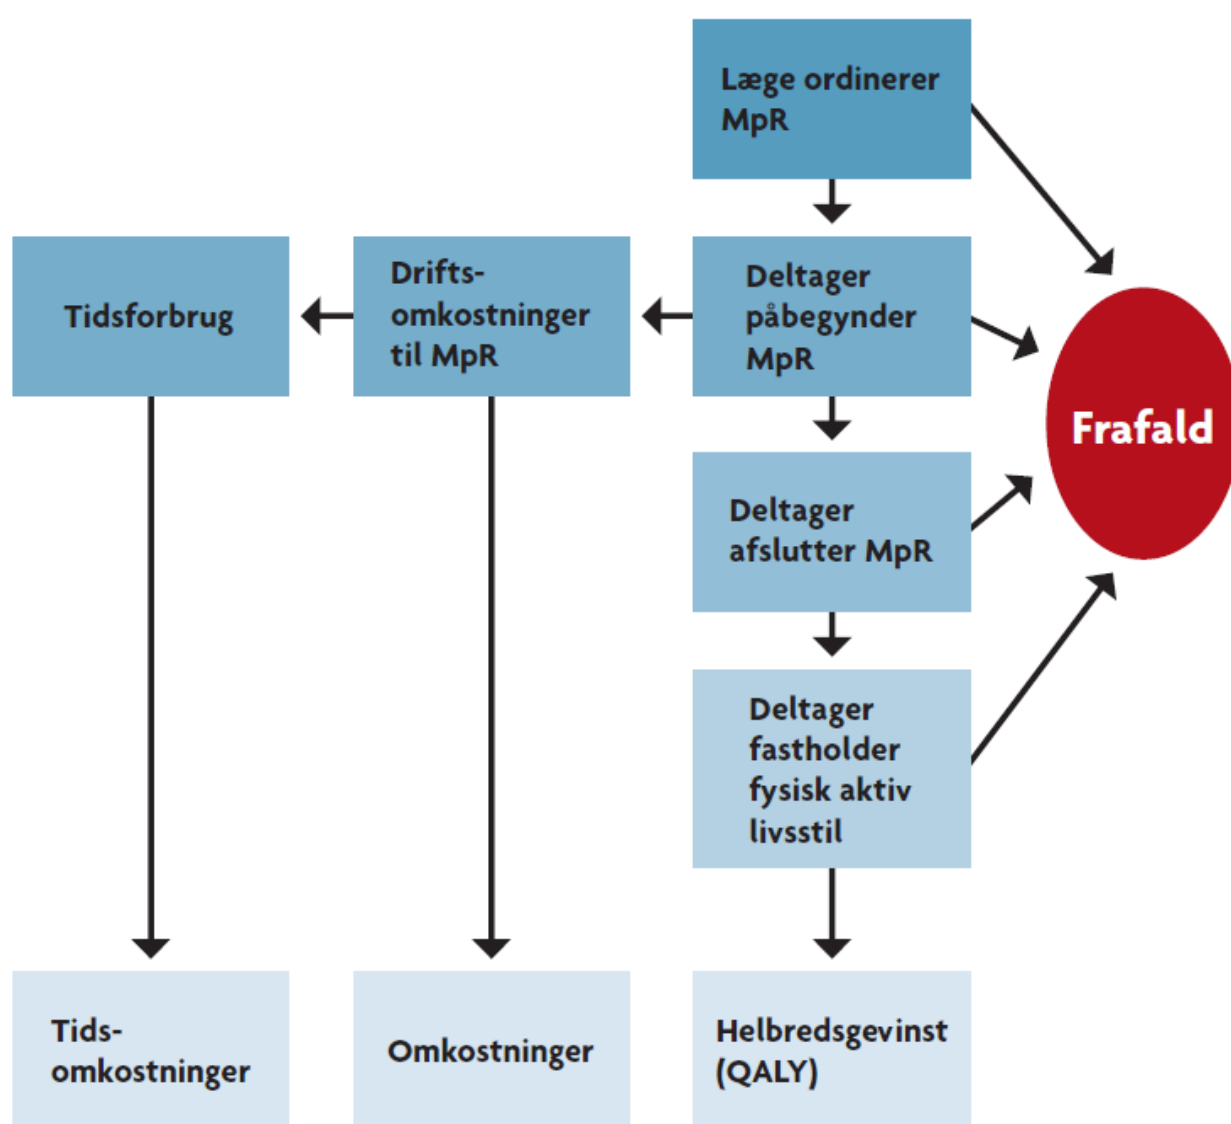 Læge ordinerer
MpR
Tidsforbrug
Drifts-
omkostninger
til MpR
Deltager
påbegynder
MpR
Frafald
Deltager
afslutter MpR
Deltager
fastholder
fysisk aktiv
livsstil
Tids-
omkostninger
Omkostninger
Helbredsgevinst
(QALY)